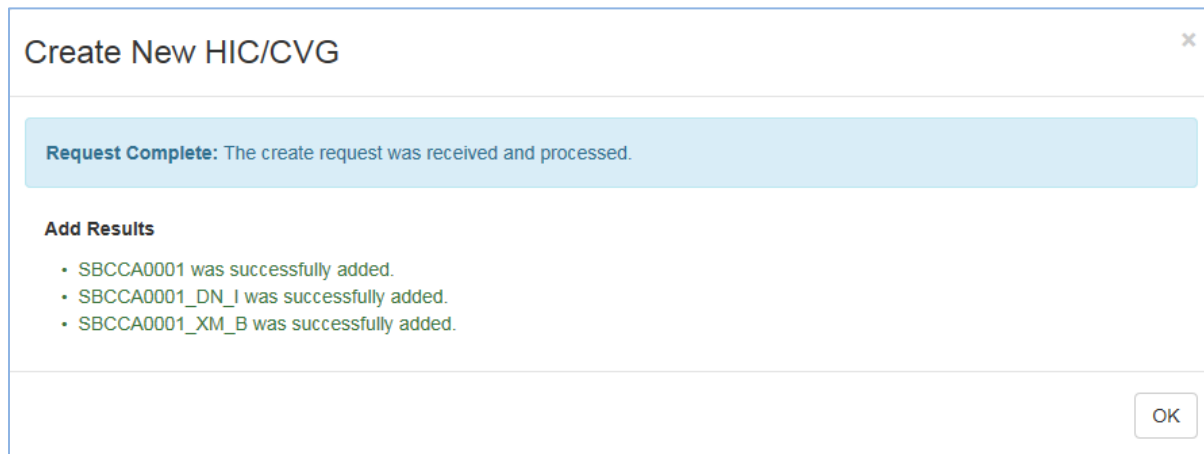 Create New HIC/CVG
×
Request Complete: The create request was received and processed.
Add Results
• SBCCA0001 was successfully added.
• SBCCA0001_DN_I was successfully added.
• SBCCA0001_XM_B was successfully added.
OK